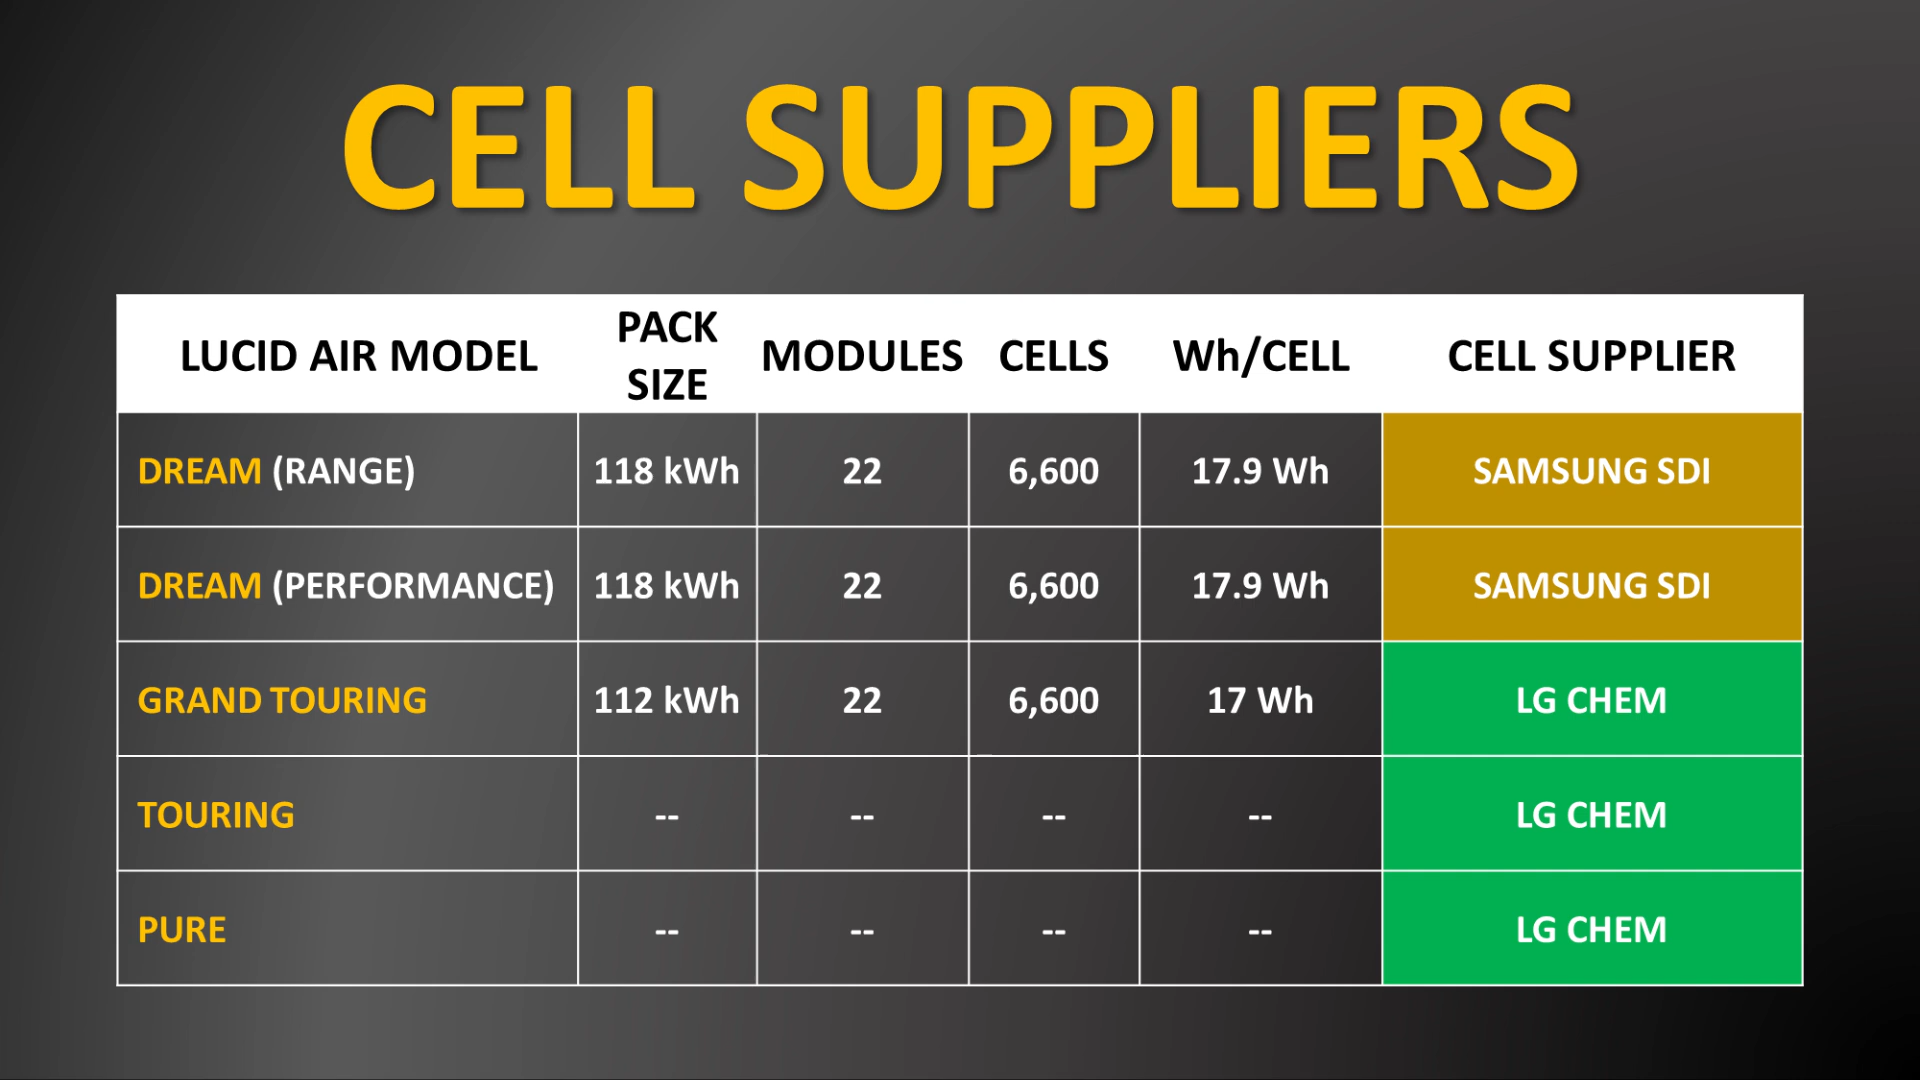 CELL SUPPLIERS
LUCID AIR MODEL PACK SIZE MODULES CELLS Wh/CELL CELL SUPPLIER
DREAM (RANGE) 118 kWh 22 6,600 17.9 Wh SAMSUNG SDI
DREAM (PERFORMANCE) 118 kWh 22 6,600 17.9 Wh SAMSUNG SDI
GRAND TOURING 112 kWh 22 6,600 17 Wh LG CHEM
TOURING -- -- -- -- LG CHEM
PURE -- -- -- -- LG CHEM